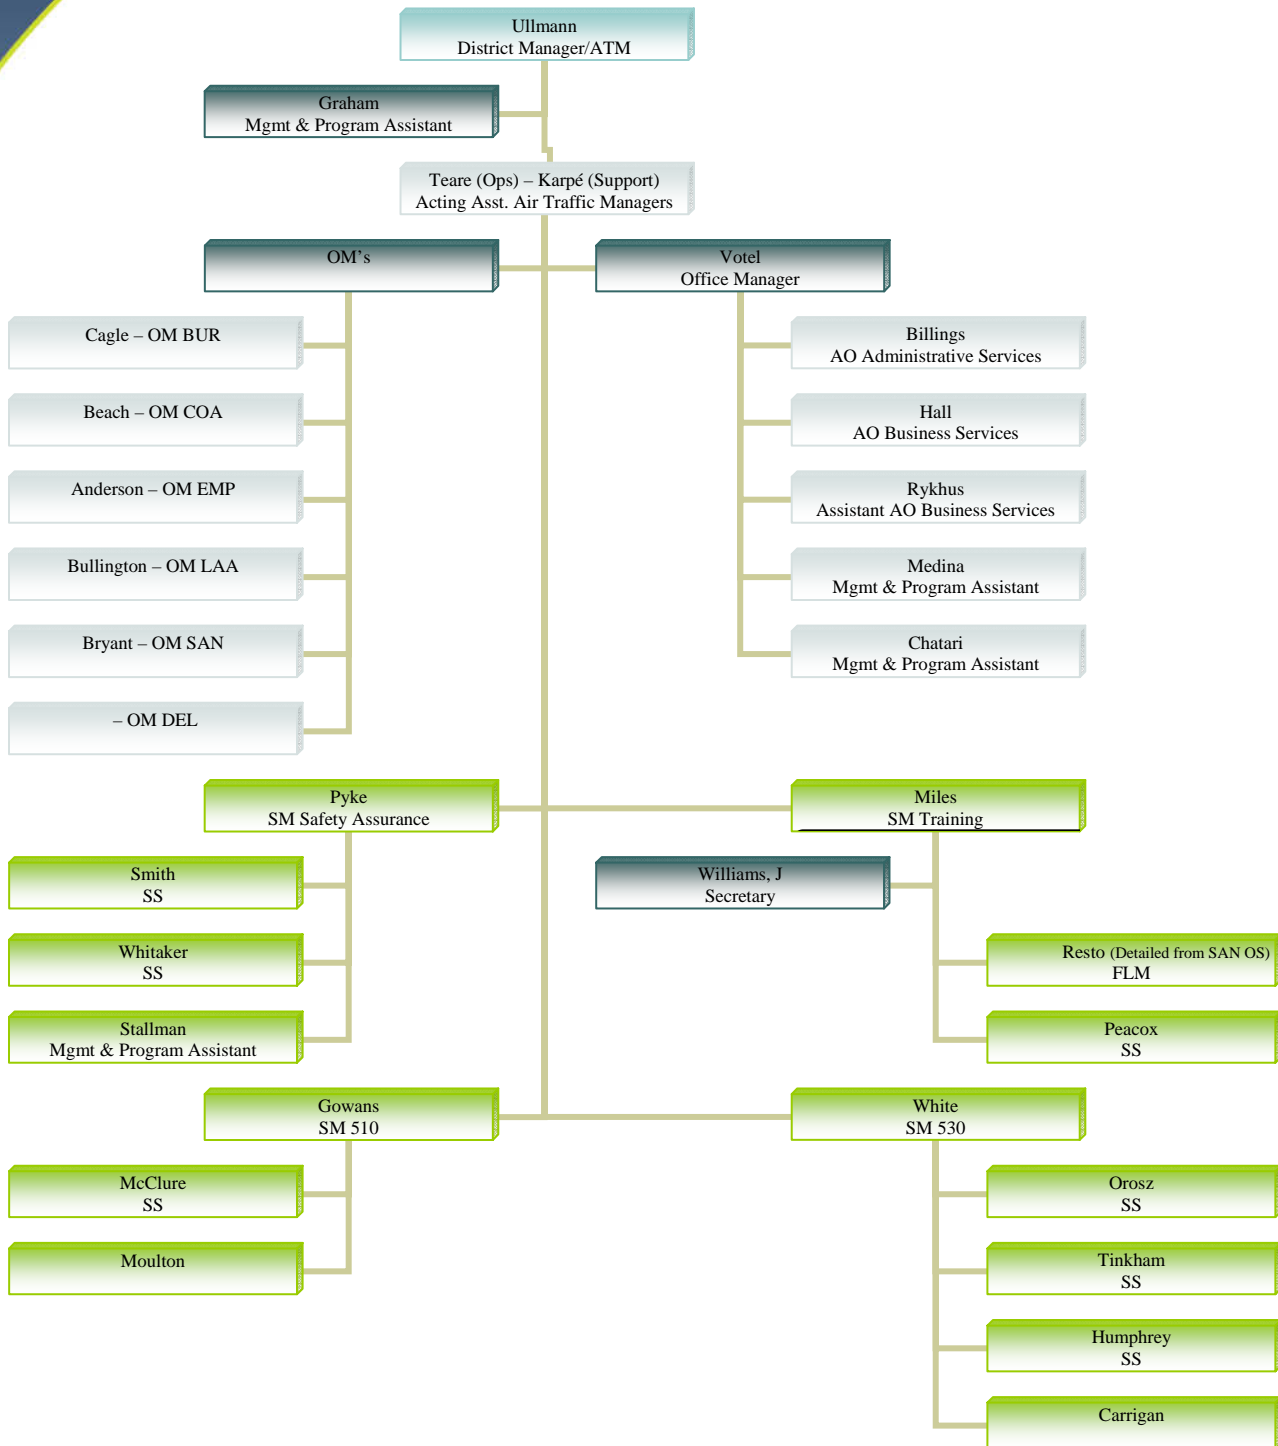 Ullmann
District Manager/ATM
Graham
Mgmt & Program Assistant
Teare (Ops) – Karpé (Support)
Acting Asst. Air Traffic Managers
OM's
Votel
Office Manager
Cagle – OM BUR
Beach – OM COA
Anderson – OM EMP
Bullington – OM LAA
Bryant – OM SAN
– OM DEL
Billings
AO Administrative Services
Hall
AO Business Services
Rykhus
Assistant AO Business Services
Medina
Mgmt & Program Assistant
Chatari
Mgmt & Program Assistant
Pyke
SM Safety Assurance
Smith
SS
Whitaker
SS
Stallman
Mgmt & Program Assistant
Miles
SM Training
Williams, J
Secretary
Resto (Detailed from SAN OS)
FLM
Peacox
SS
Gowans
SM 510
McClure
SS
Moulton
White
SM 530
Orosz
SS
Tinkham
SS
Humphrey
SS
Carrigan